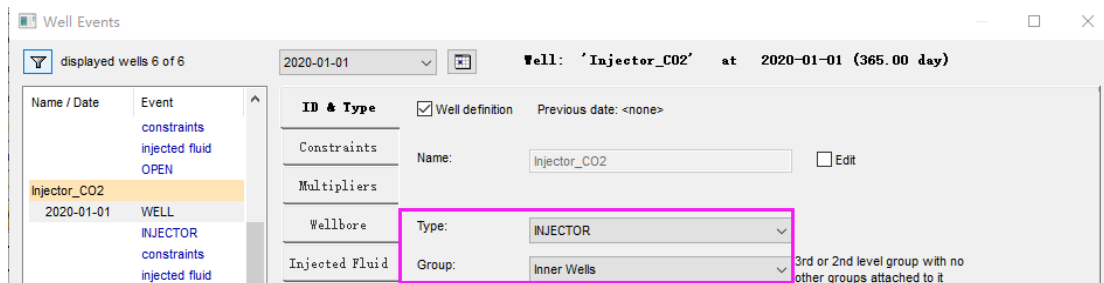 Well Events
displayed wells 6 of 6
2020-01-01
Well: 'Injector_CO2' at 2020-01-01 (365.00 day)
Name / Date Event
constraints
injected fluid
OPEN
Injector_CO2
2020-01-01 WELL
INJECTOR
constraints
injected fluid
ID & Type
Constraints
Multipliers
Wellbore
Injected Fluid
Well definition Previous date: <none>
Name: Injector_CO2 Edit
Type: INJECTOR
Group: Inner Wells
3rd or 2nd level group with no
other groups attached to it